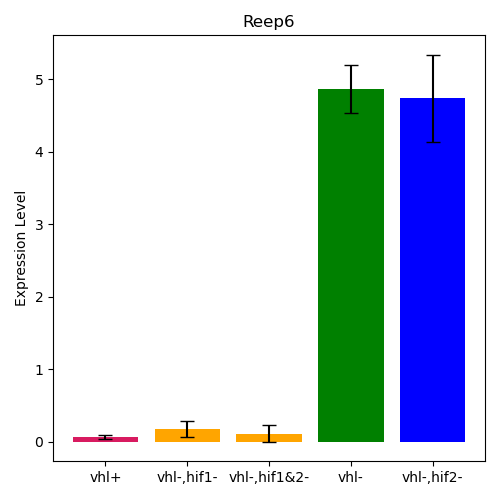 Reep6
Expression Level
5
4
3
2
1
0
vhl+
vhl-,hif1-
vhl-,hif1&2-
vhl-
vhl-,hif2-